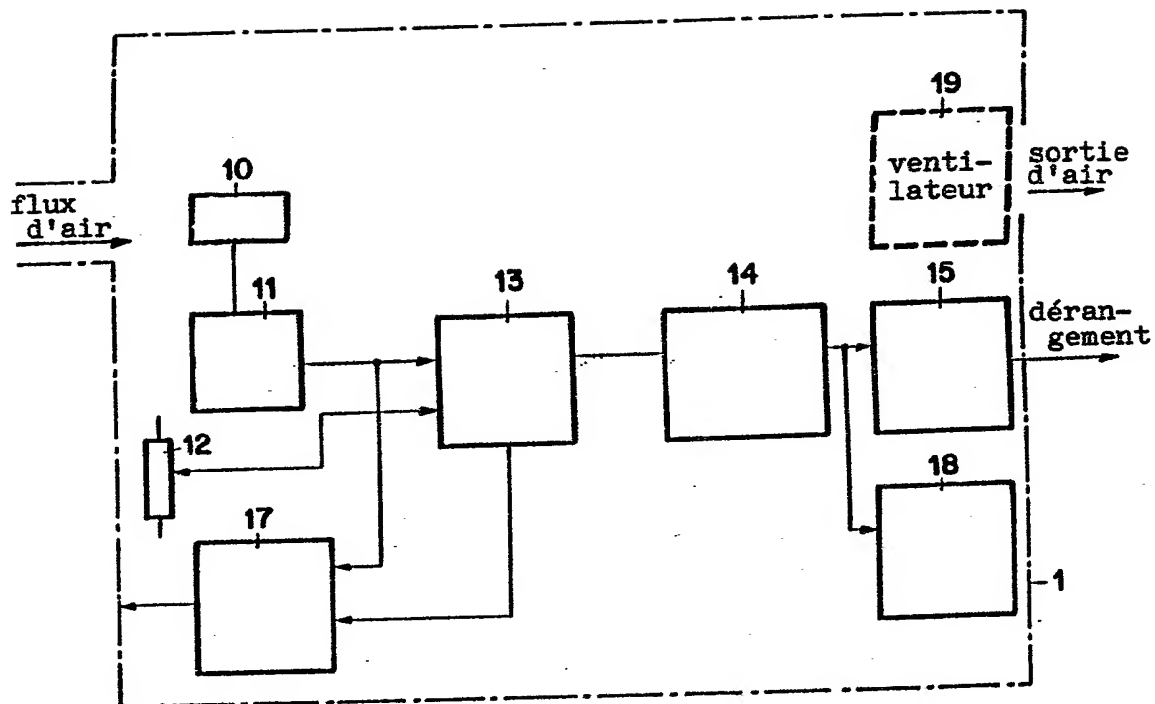 19
venti-
lateur
sortie
d'air
10
flux
d'air
11
13
14
15
déran-
gement
12
17
18
1